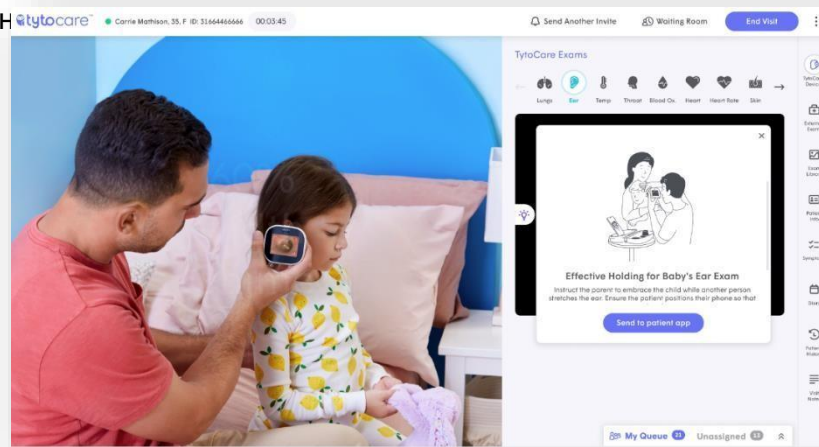 H
tytocare™
Carrie Mathison, 35, F ID: 31664466666 00:03:45
Send Another Invite
Waiting Room
End Visit
TytoCare Exams
Lungs Ear Temp Throat Blood Ox. Heart Heart Rate Skin
Effective Holding for Baby's Ear Exam
Instruct the parent to embrace the child while another person
stretches the ear. Ensure the patient positions their phone so that
Send to patient app
My Queue 21 Unassigned